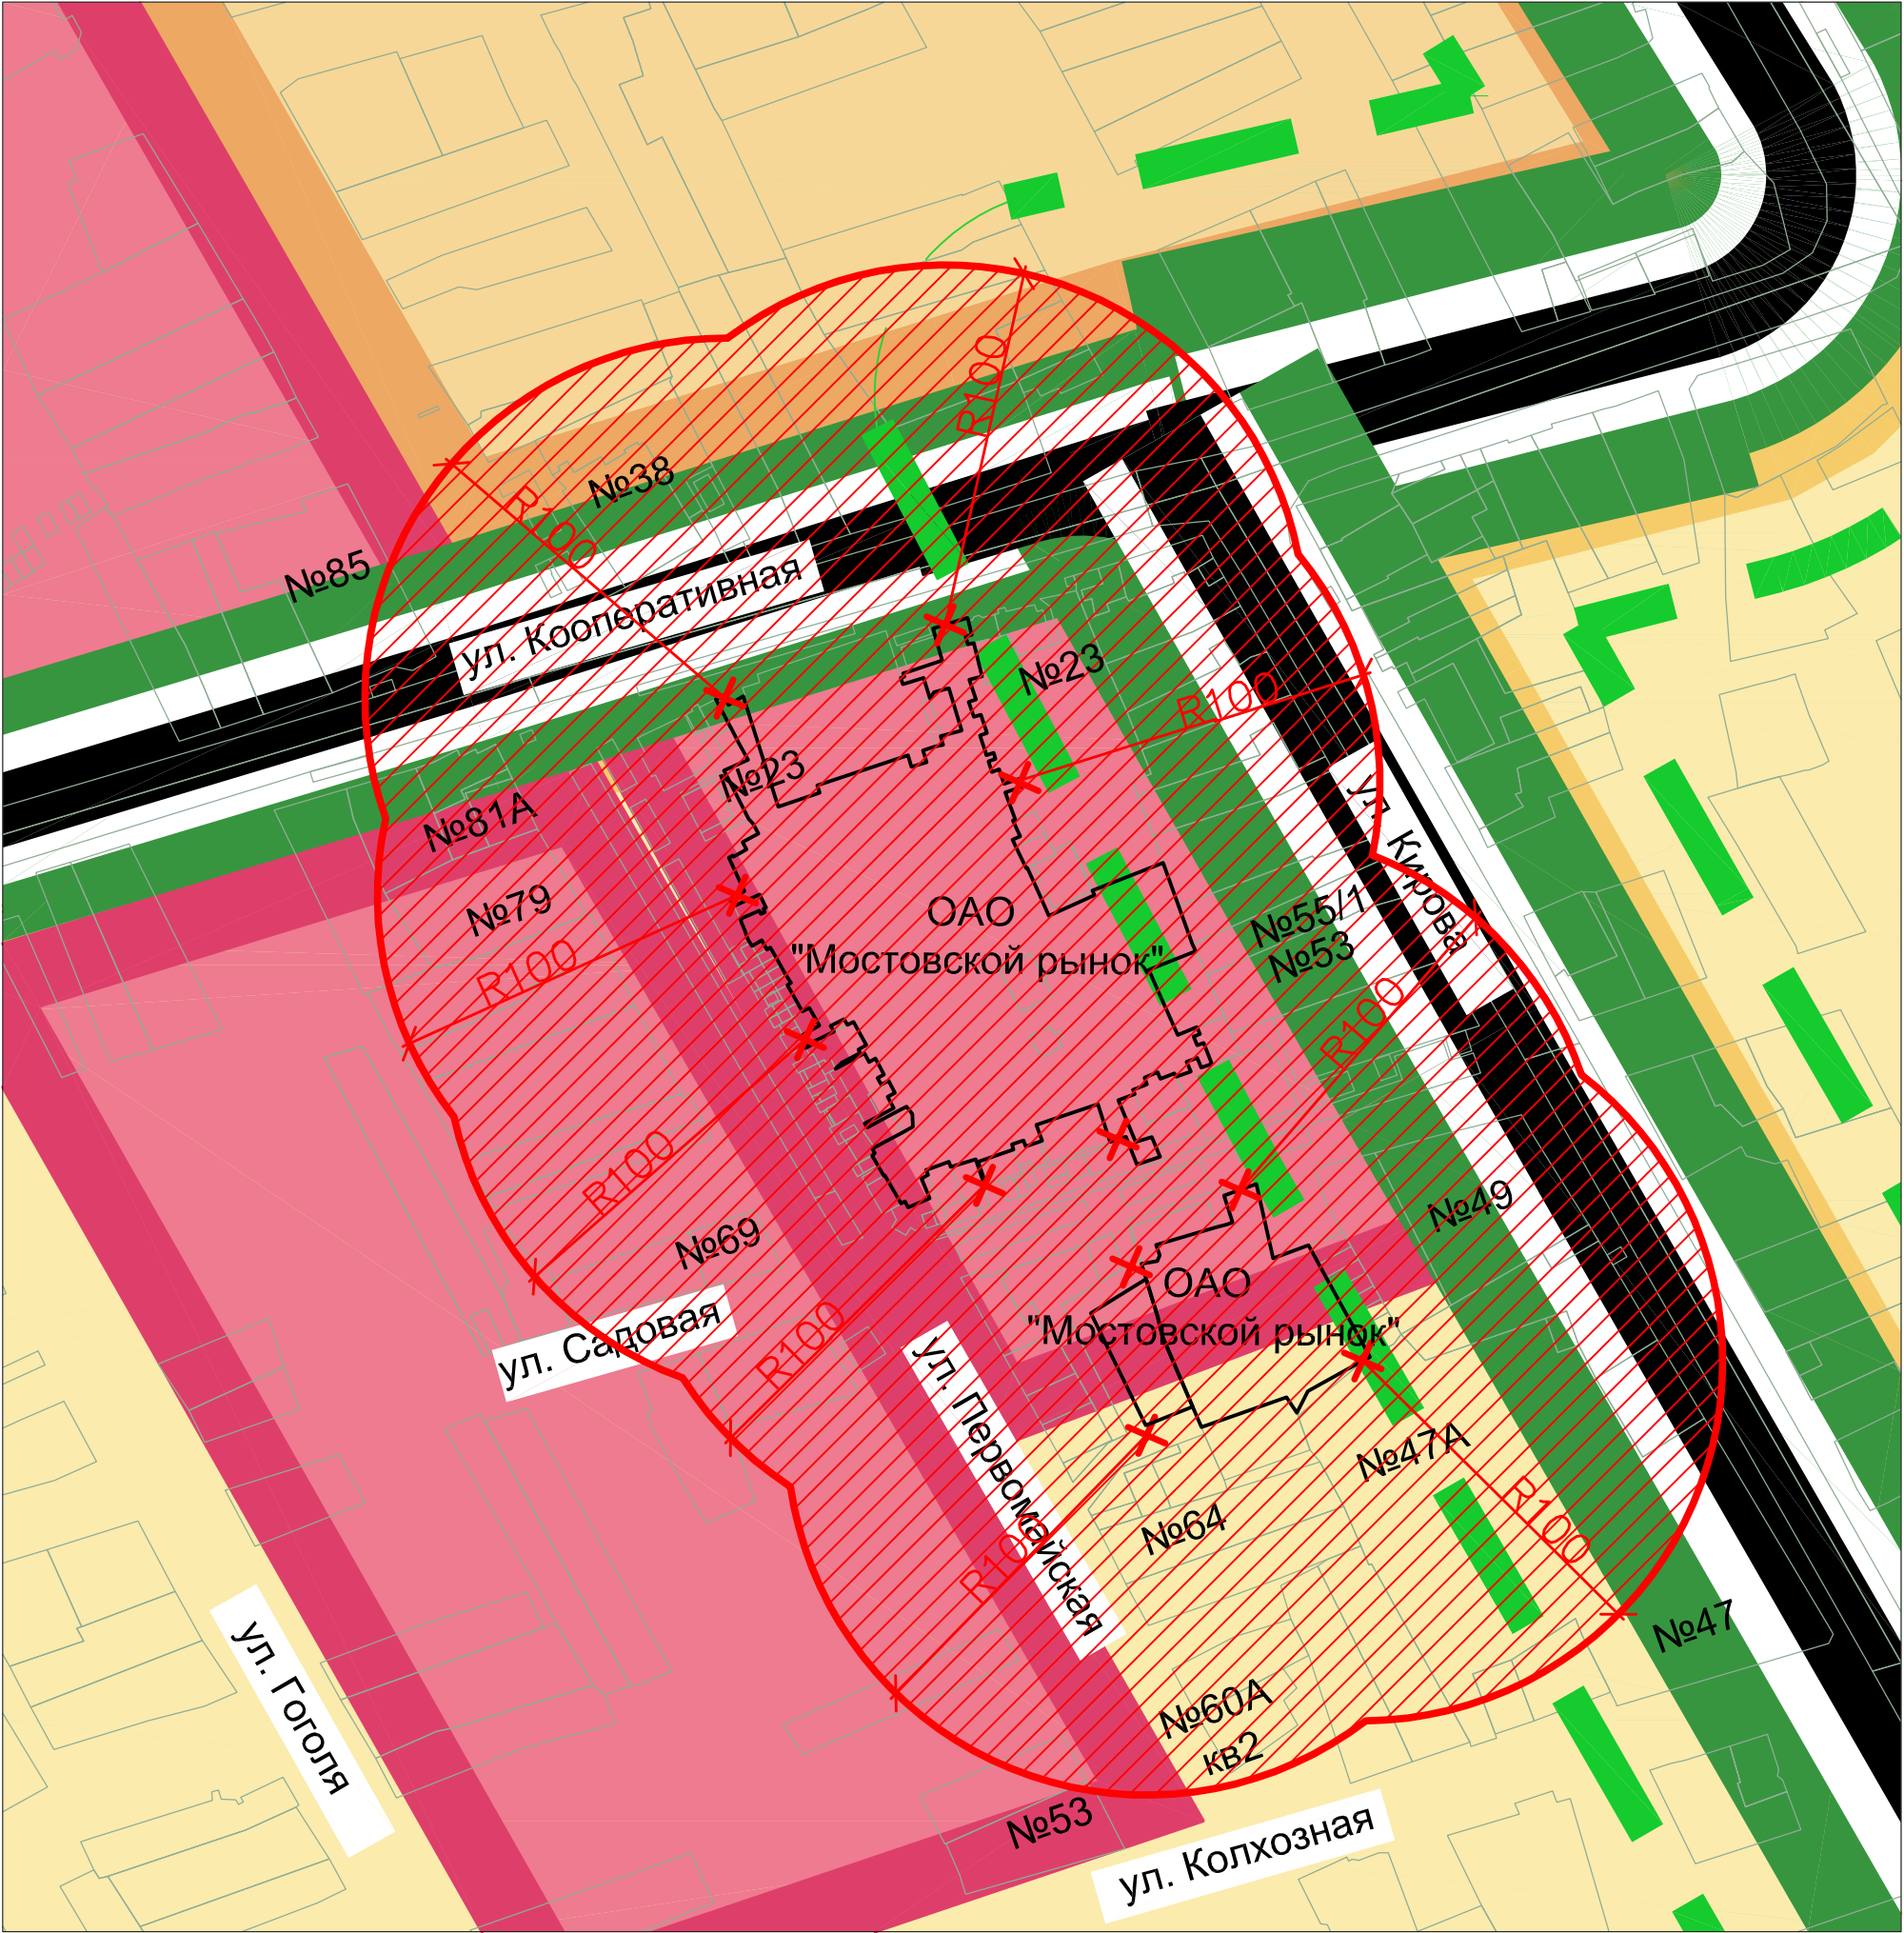 R100
№38
R100
№85
ул. Кооперативная
№23
R100
№23
ул. Кирова
№81А
№79
R100
ОАО
"Мостовской рынок"
№55/1
№53
R100
R100
№69
№49
ОАО
"Мостовской рынок"
R100
ул. Садовая
ул. Первомайская
№47А
№64
R100
R100
№47
ул. Гоголя
№60А
кв2
№53
ул. Колхозная